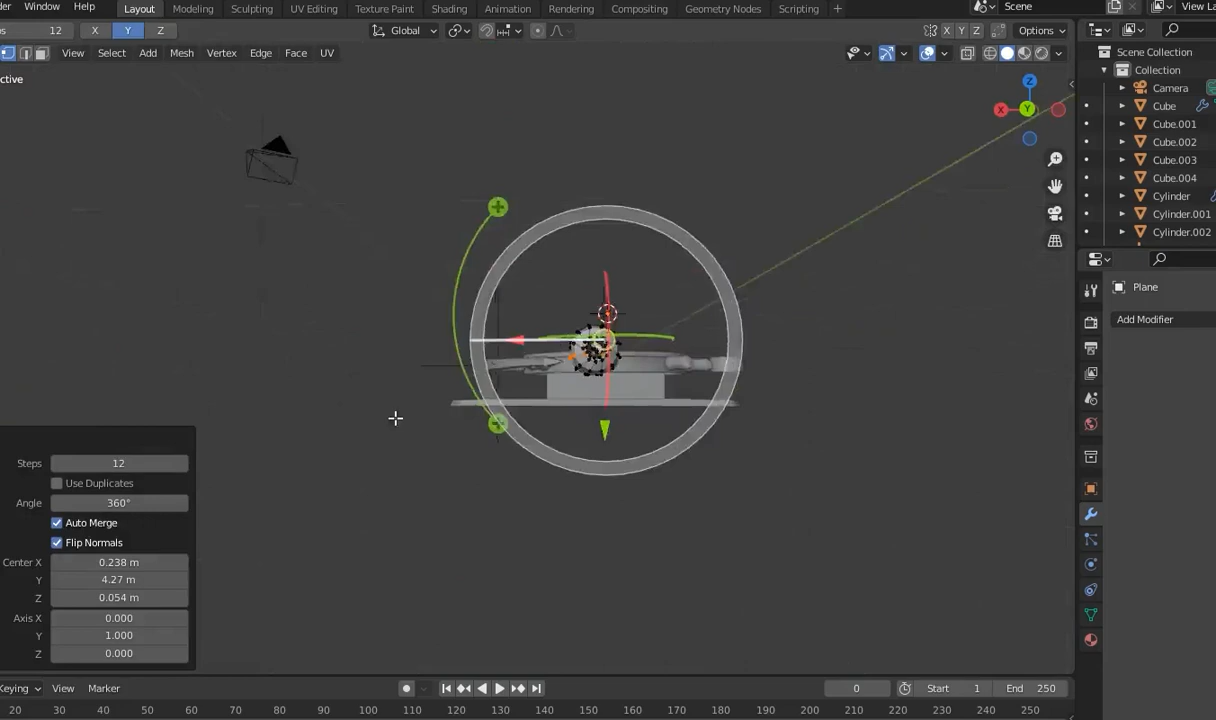 der Window Help Layout Modeling Sculpting UV Editing Texture Paint Shading Animation Rendering Compositing Geometry Nodes Scripting + Scene View La
ps 12 X Y Z Global X Y Z Options
View Select Add Mesh Vertex Edge Face UV
Scene Collection
ctive
Collection
Camera
Cube
Cube.001
Cube.002
Cube.003
Cube.004
Cylinder
Cylinder.001
Cylinder.002
Z
X
Y
Plane
Add Modifier
Steps 12
Use Duplicates
Angle 360°
Auto Merge
Flip Normals
Center X 0.238 m
Y 4.27 m
Z 0.054 m
Axis X 0.000
Y 1.000
Z 0.000
Keying View Marker 0 Start 1 End 250
20 30 40 50 60 70 80 90 100 110 120 130 140 150 160 170 180 190 200 210 220 230 240 250